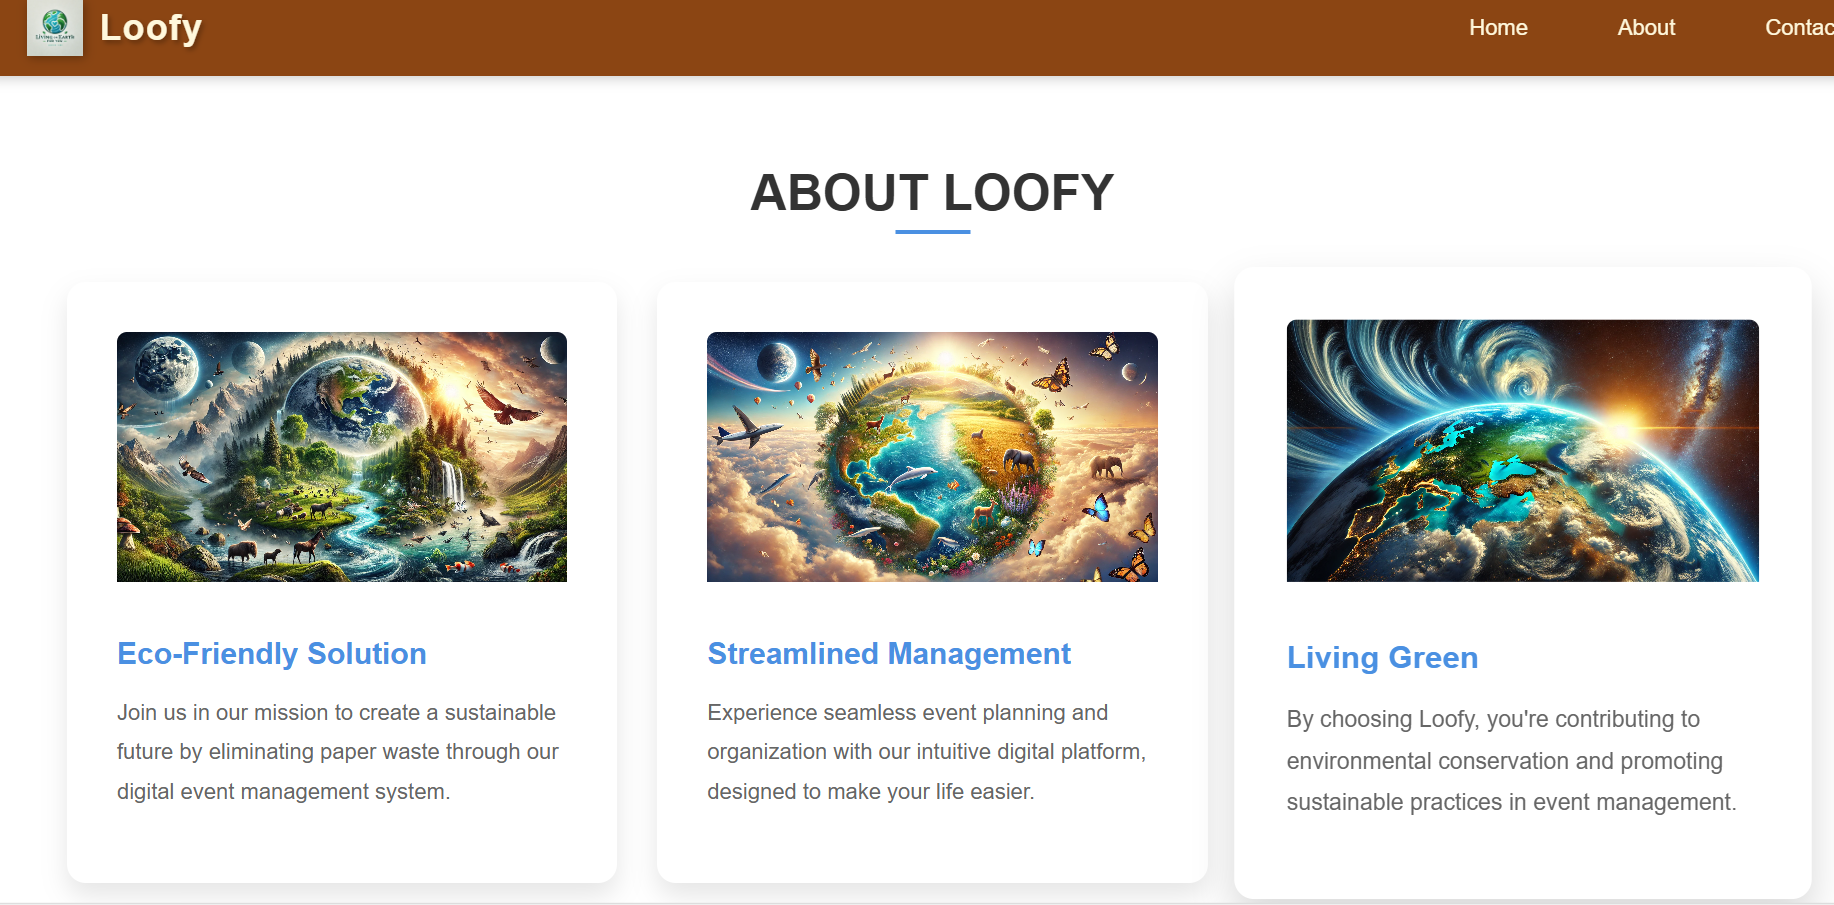 Loofy
Home
About
Contac
ABOUT LOOFY
Eco-Friendly Solution
Join us in our mission to create a sustainable
future by eliminating paper waste through our
digital event management system.
Streamlined Management
Experience seamless event planning and
organization with our intuitive digital platform,
designed to make your life easier.
Living Green
By choosing Loofy, you're contributing to
environmental conservation and promoting
sustainable practices in event management.